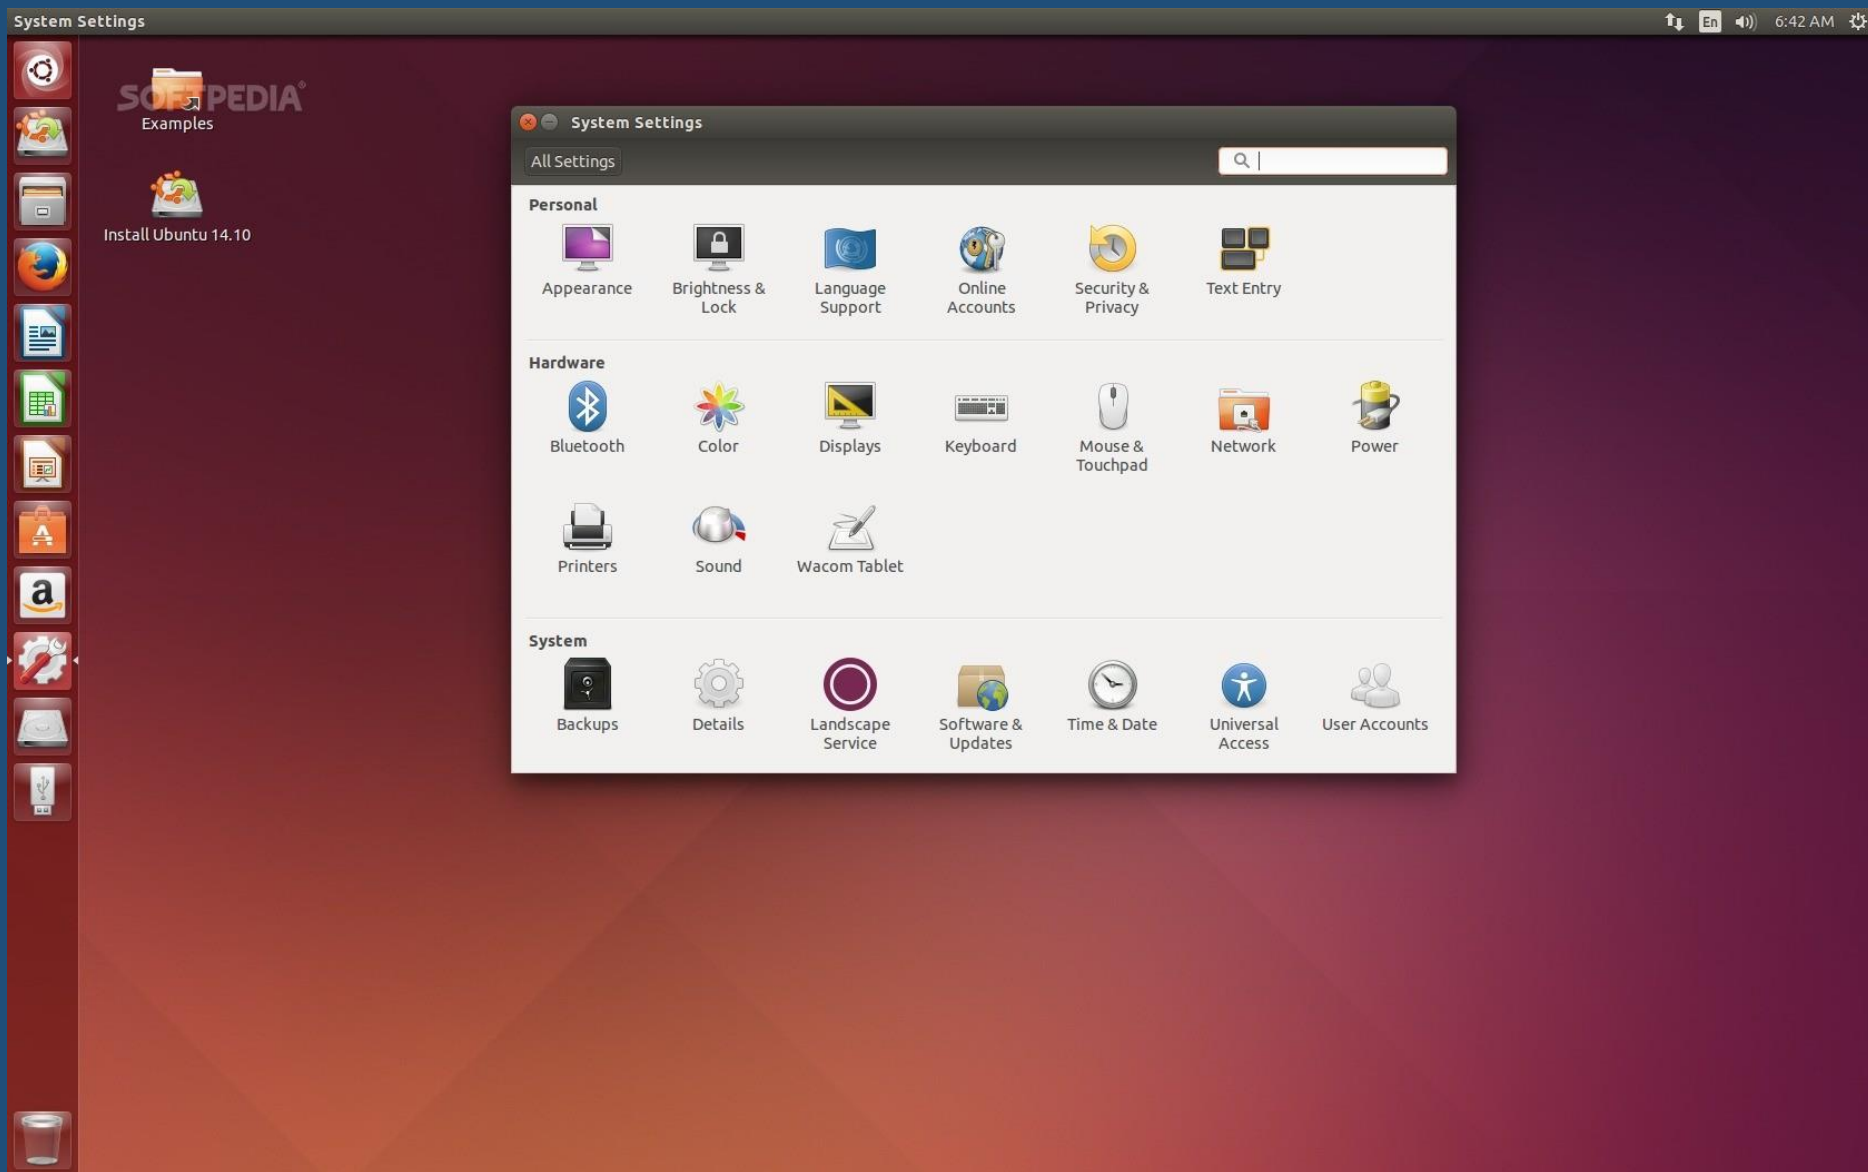 System Settings
En
6:42 AM
SOFTPEDIA®
Examples
Install Ubuntu 14.10
System Settings
All Settings
Personal
Appearance
Brightness &
Lock
Language
Support
Online
Accounts
Security &
Privacy
Text Entry
Hardware
Bluetooth
Color
Displays
Keyboard
Mouse &
Touchpad
Network
Power
Printers
Sound
Wacom Tablet
System
Backups
Details
Landscape
Service
Software &
Updates
Time & Date
Universal
Access
User Accounts
A
a